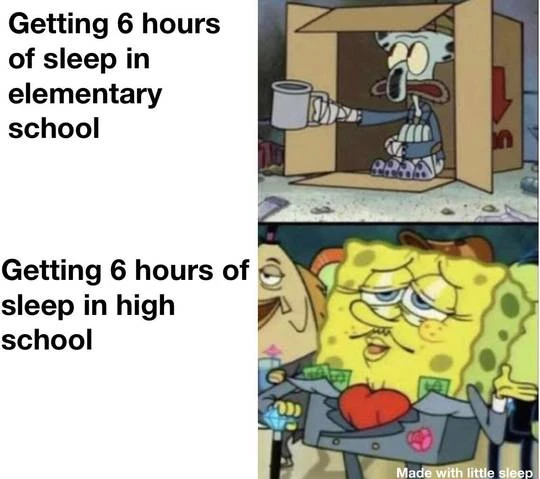 Getting 6 hours
of sleep in
elementary
school
Getting 6 hours of
sleep in high
school
Made with little sleep